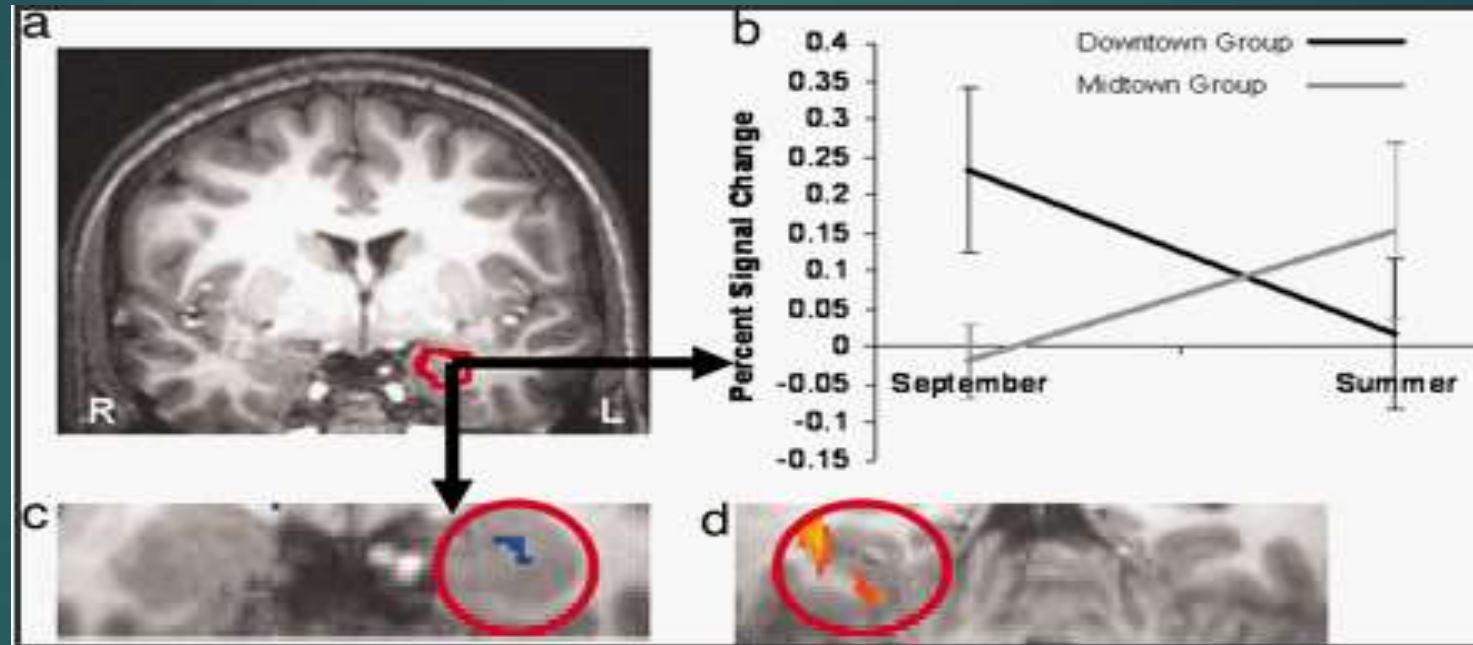 a
R
L
b
Downtown Group
Midtown Group
Percent Signal Change
0.4
0.35
0.3
0.25
0.2
0.15
0.1
0.05
0
-0.05
-0.1
-0.15
September
Summer
c
d